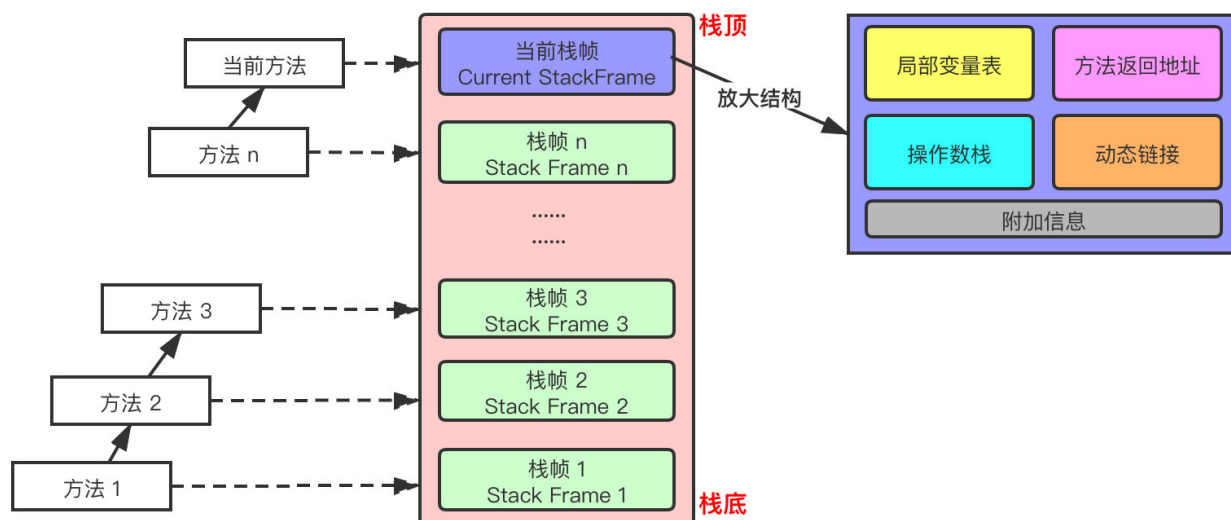 栈顶
当前方法
当前栈帧
Current StackFrame
放大结构
局部变量表
方法返回地址
方法 n
栈帧 n
Stack Frame n
操作数栈
动态链接
......
......
附加信息
方法 3
栈帧 3
Stack Frame 3
方法 2
栈帧 2
Stack Frame 2
方法 1
栈帧 1
Stack Frame 1
栈底